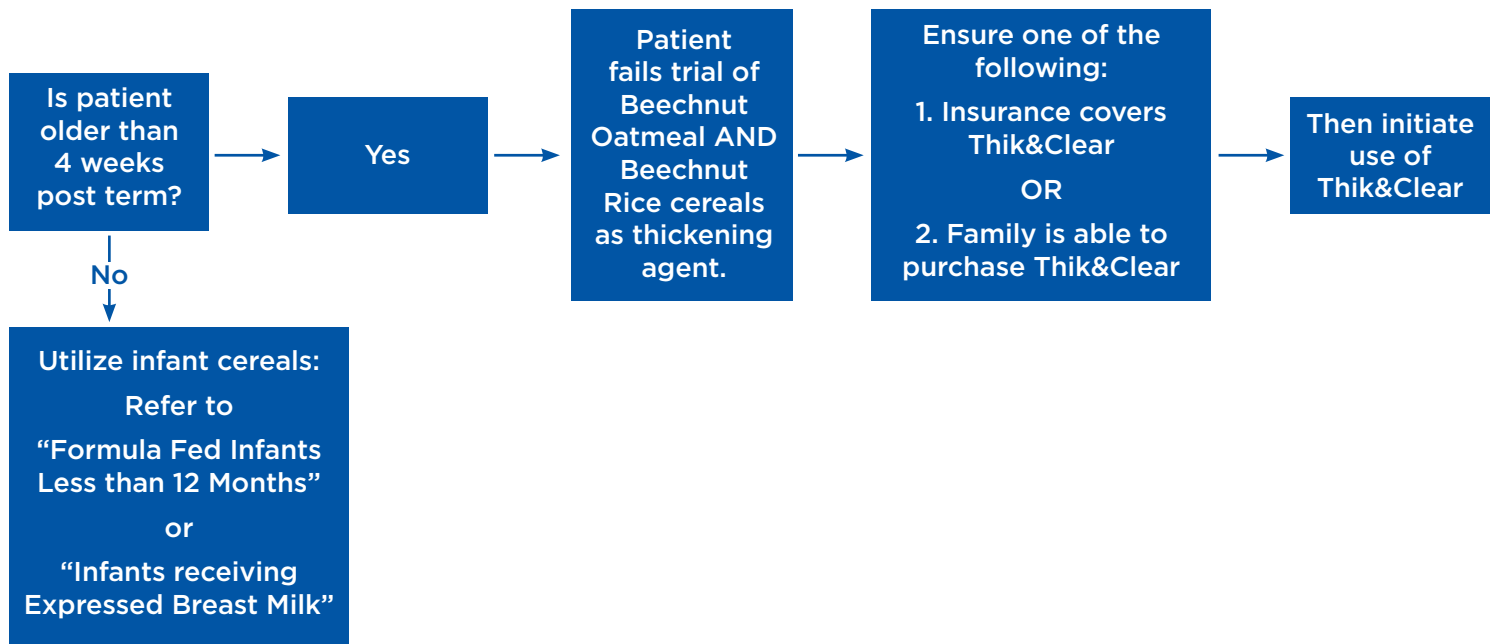 Is patient
older than
4 weeks
post term?
Yes
Patient
fails trial of
Beechnut
Oatmeal AND
Beechnut
Rice cereals
as thickening
agent.
Ensure one of the
following:
1. Insurance covers
Thik&Clear
OR
2. Family is able to
purchase Thik&Clear
Then initiate
use of
Thik&Clear
No
Utilize infant cereals:
Refer to
“Formula Fed Infants
Less than 12 Months”
or
“Infants receiving
Expressed Breast Milk”